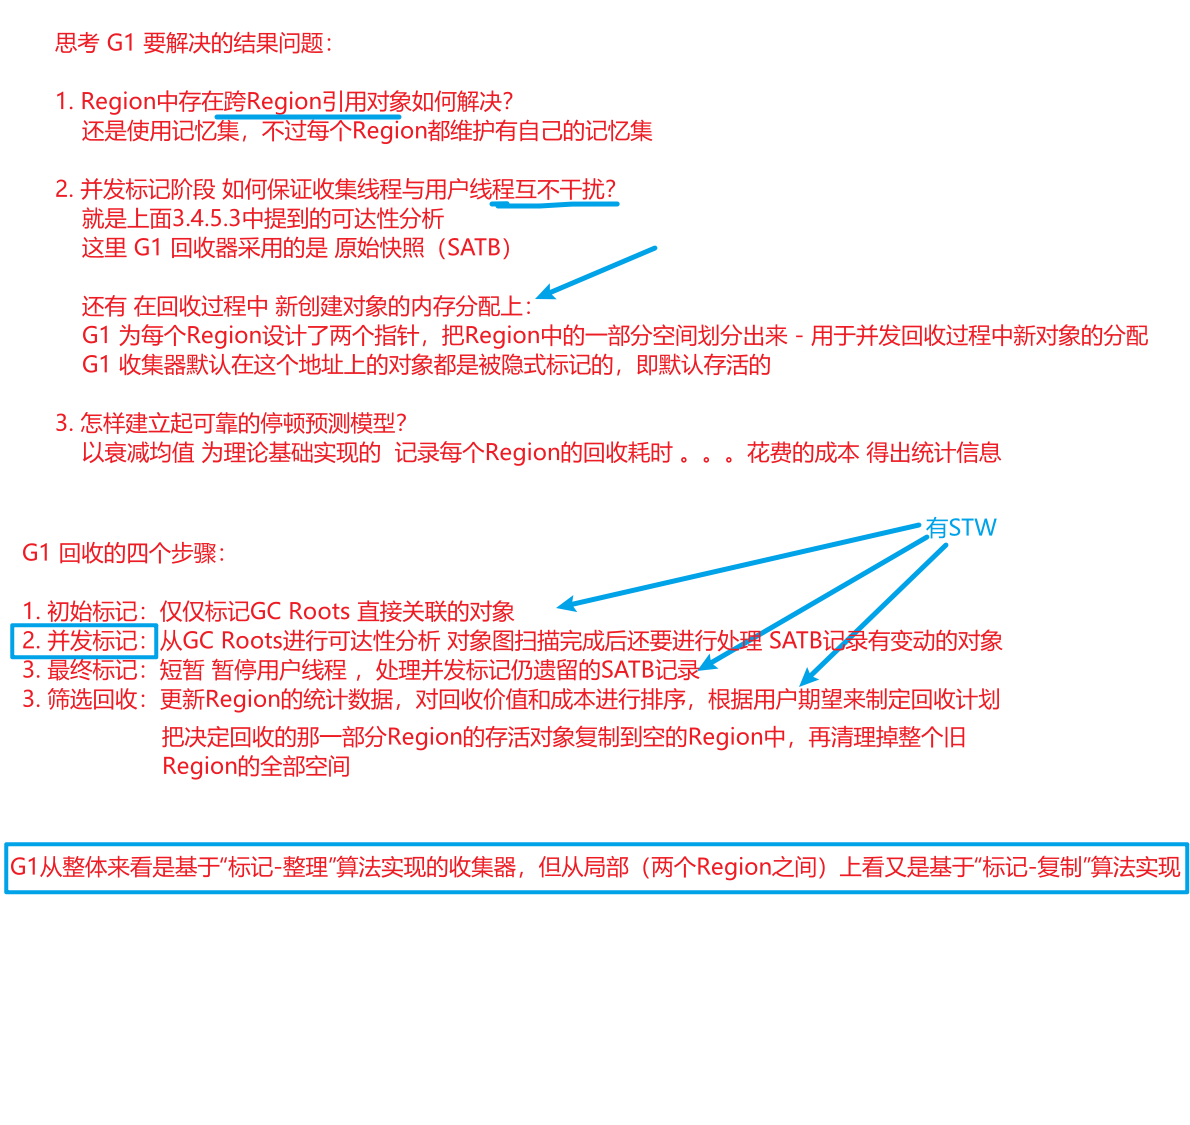 思考 G1 要解决的结果问题：
1. Region中存在跨Region引用对象如何解决？
还是使用记忆集，不过每个Region都维护有自己的记忆集
2. 并发标记阶段 如何保证收集线程与用户线程互不干扰？
就是上面3.4.5.3中提到的可达性分析
这里 G1 回收器采用的是 原始快照（SATB）
还有 在回收过程中 新创建对象的内存分配上：
G1 为每个Region设计了两个指针，把Region中的一部分空间划分出来 - 用于并发回收过程中新对象的分配
G1 收集器默认在这个地址上的对象都是被隐式标记的，即默认存活的
3. 怎样建立起可靠的停顿预测模型？
以衰减均值 为理论基础实现的  记录每个Region的回收耗时 。。。花费的成本 得出统计信息
有STW
G1 回收的四个步骤：
1. 初始标记：仅仅标记GC Roots 直接关联的对象
2. 并发标记：从GC Roots进行可达性分析 对象图扫描完成后还要进行处理 SATB记录有变动的对象
3. 最终标记：短暂 暂停用户线程 ，处理并发标记仍遗留的SATB记录
3. 筛选回收：更新Region的统计数据，对回收价值和成本进行排序，根据用户期望来制定回收计划
把决定回收的那一部分Region的存活对象复制到空的Region中，再清理掉整个旧
Region的全部空间
G1从整体来看是基于“标记-整理”算法实现的收集器，但从局部（两个Region之间）上看又是基于“标记-复制”算法实现